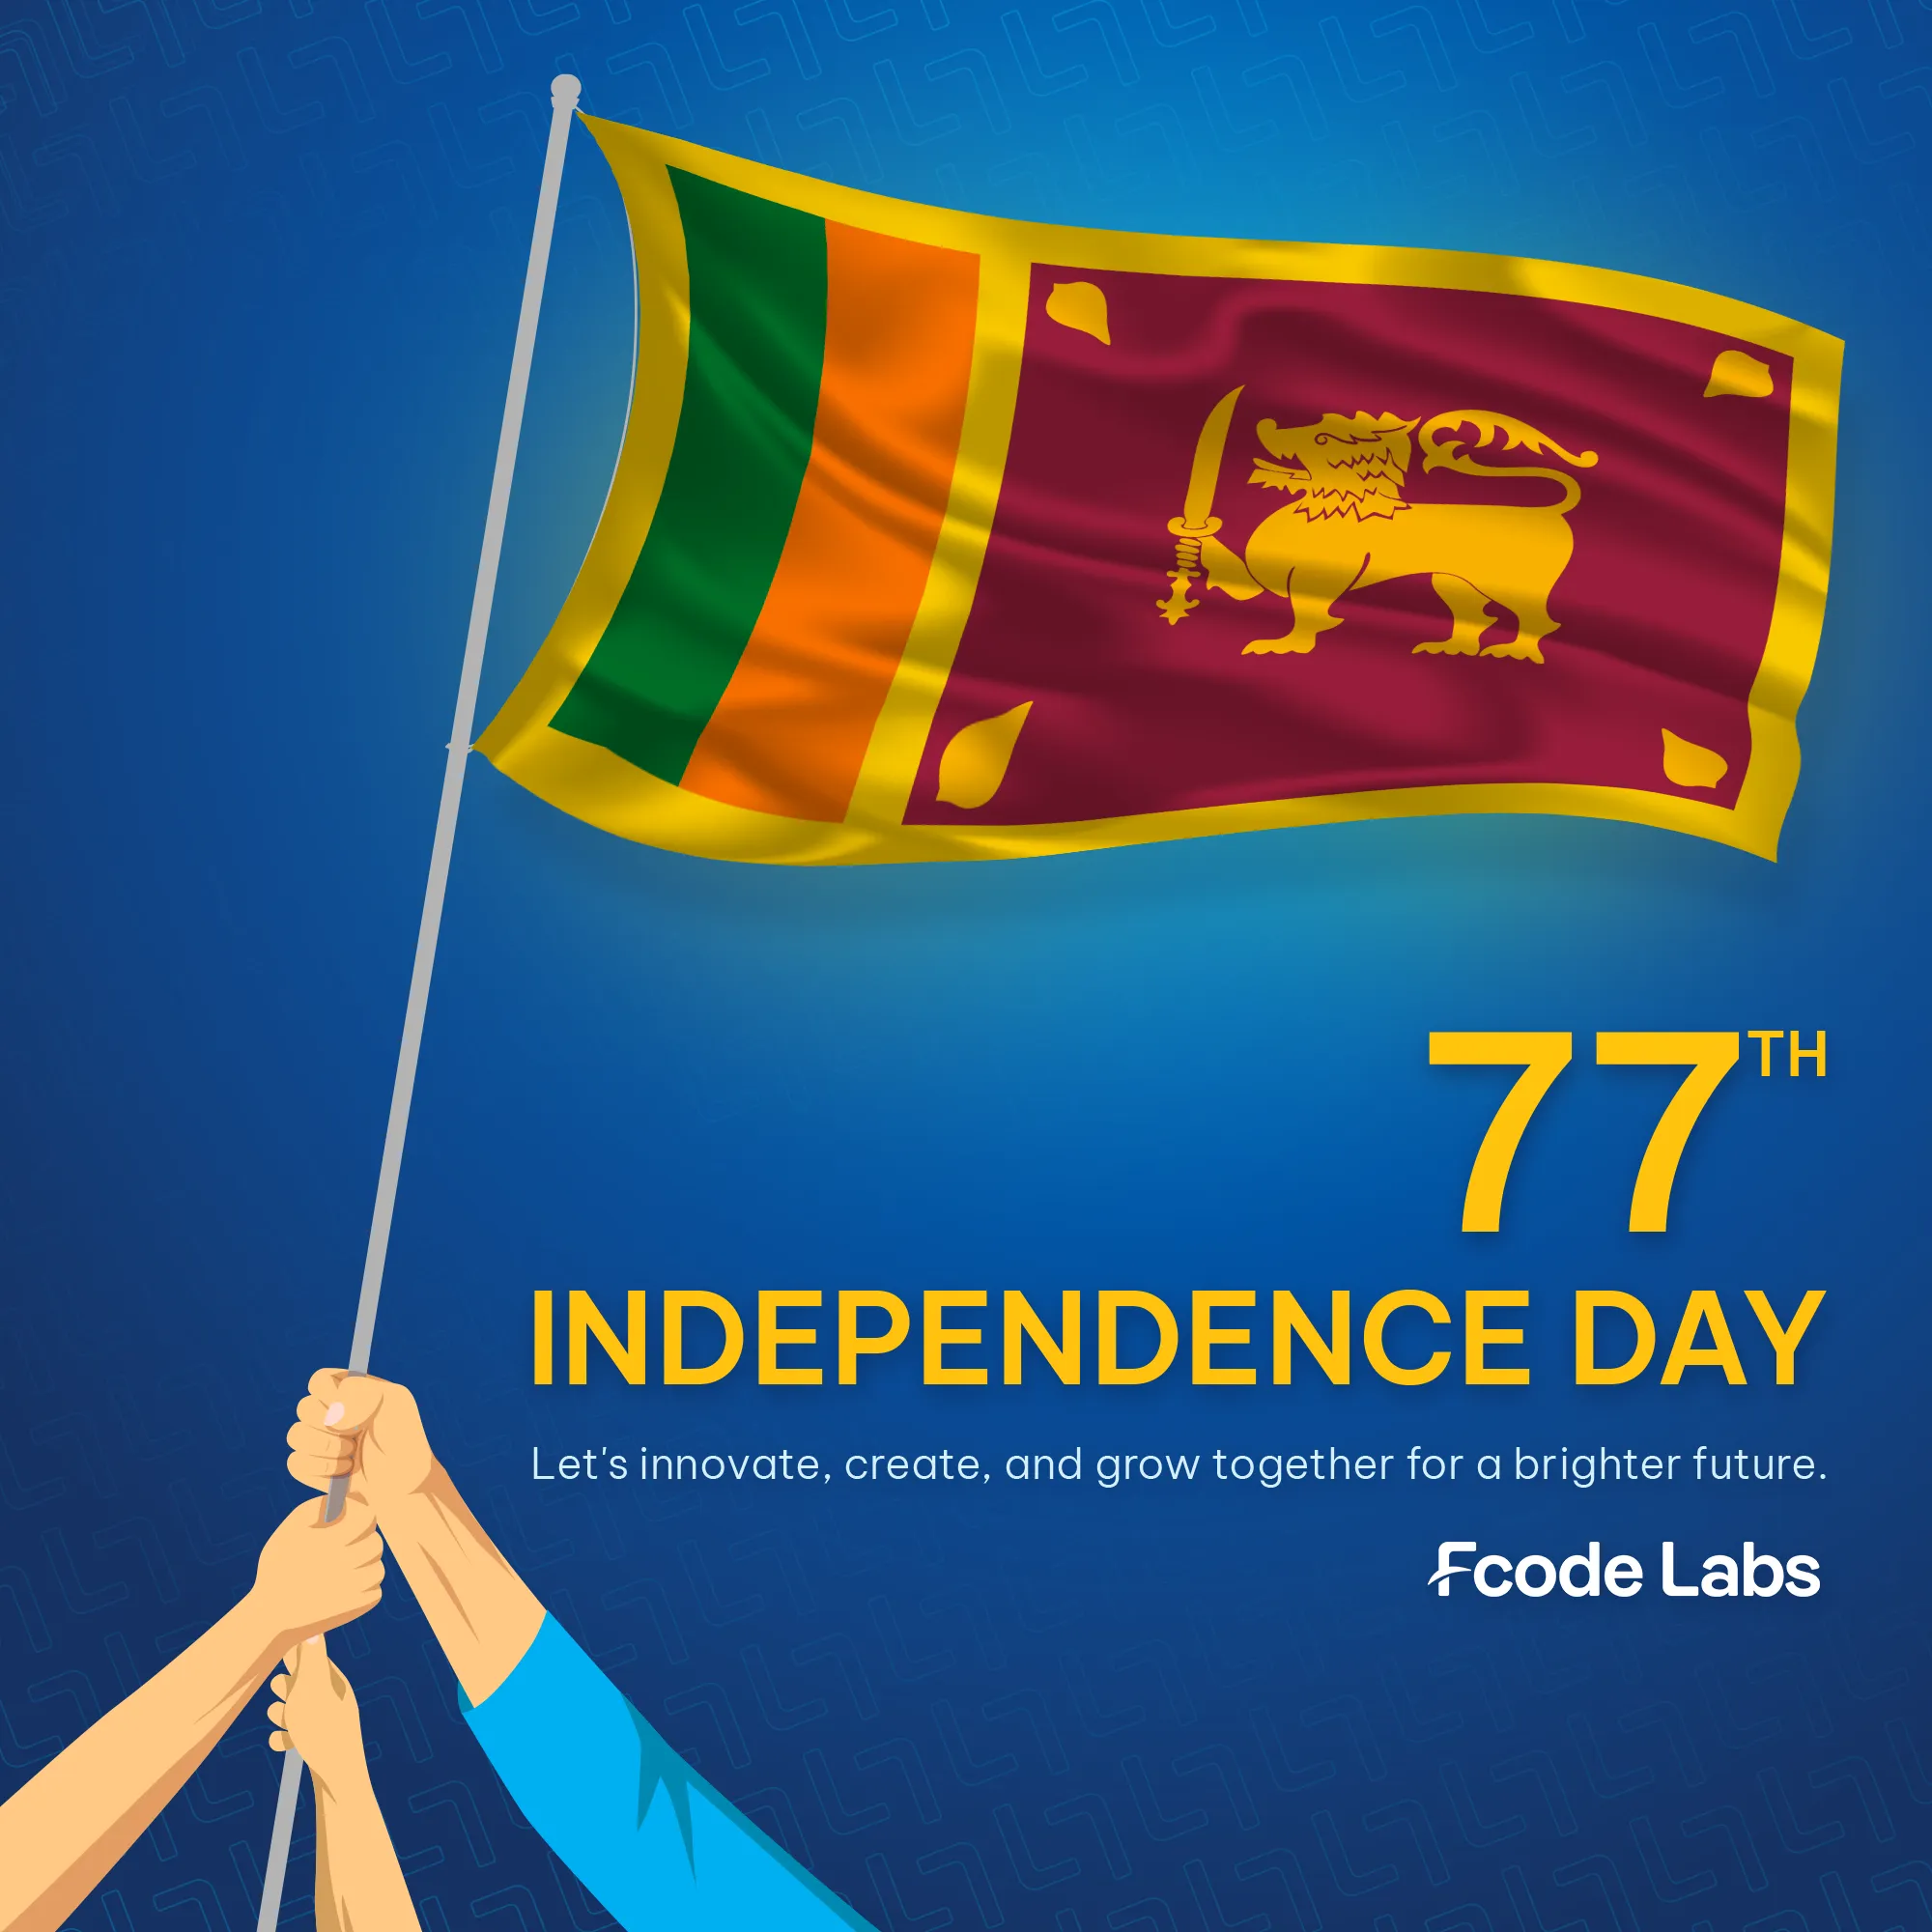 77TH
INDEPENDENCE DAY
Let's innovate, create, and grow together for a brighter future.
Fcode Labs